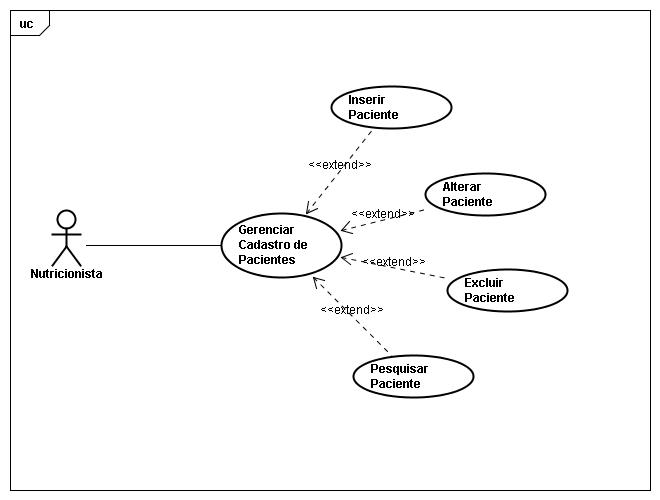 uc
Inserir
Paciente
<<extend>>
Alterar
Paciente
<<extend>>
Gerenciar
Cadastro de
Pacientes
Nutricionista
<<extend>>
Excluir
Paciente
<<extend>>
Pesquisar
Paciente